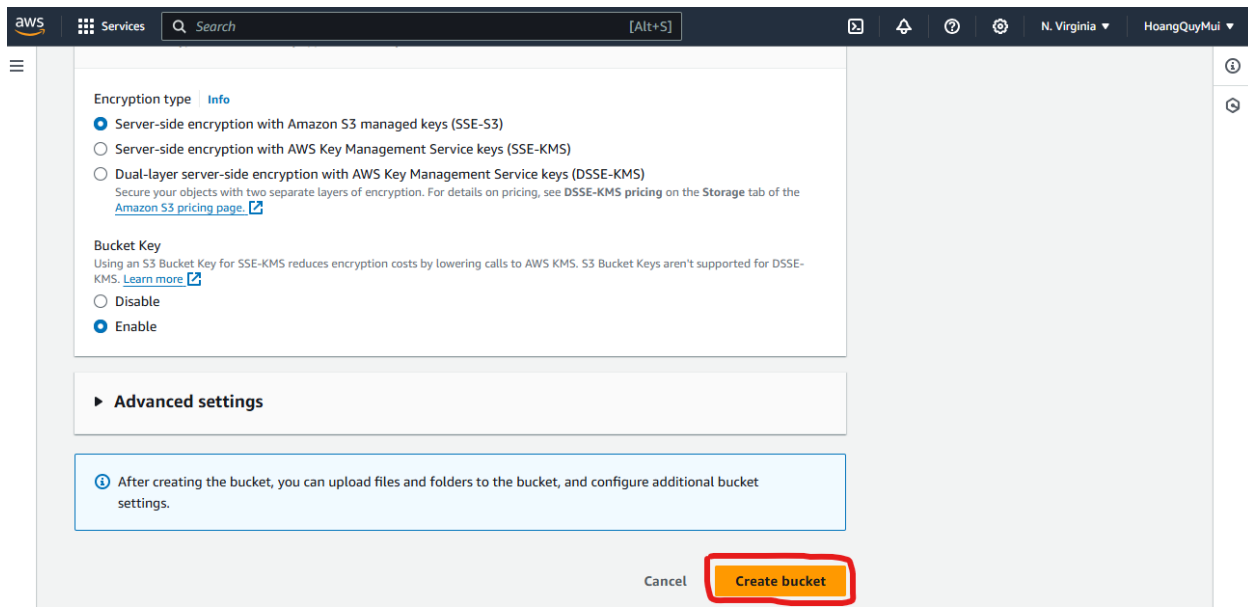 aws
Services
Search
[Alt+S]
N. Virginia
HoangQuyMui
Encryption type
Info
Server-side encryption with Amazon S3 managed keys (SSE-S3)
Server-side encryption with AWS Key Management Service keys (SSE-KMS)
Dual-layer server-side encryption with AWS Key Management Service keys (DSSE-KMS)
Secure your objects with two separate layers of encryption. For details on pricing, see DSSE-KMS pricing on the Storage tab of the
Amazon S3 pricing page.
Bucket Key
Using an S3 Bucket Key for SSE-KMS reduces encryption costs by lowering calls to AWS KMS. S3 Bucket Keys aren't supported for DSSE-
KMS. Learn more
Disable
Enable
Advanced settings
After creating the bucket, you can upload files and folders to the bucket, and configure additional bucket
settings.
Cancel
Create bucket